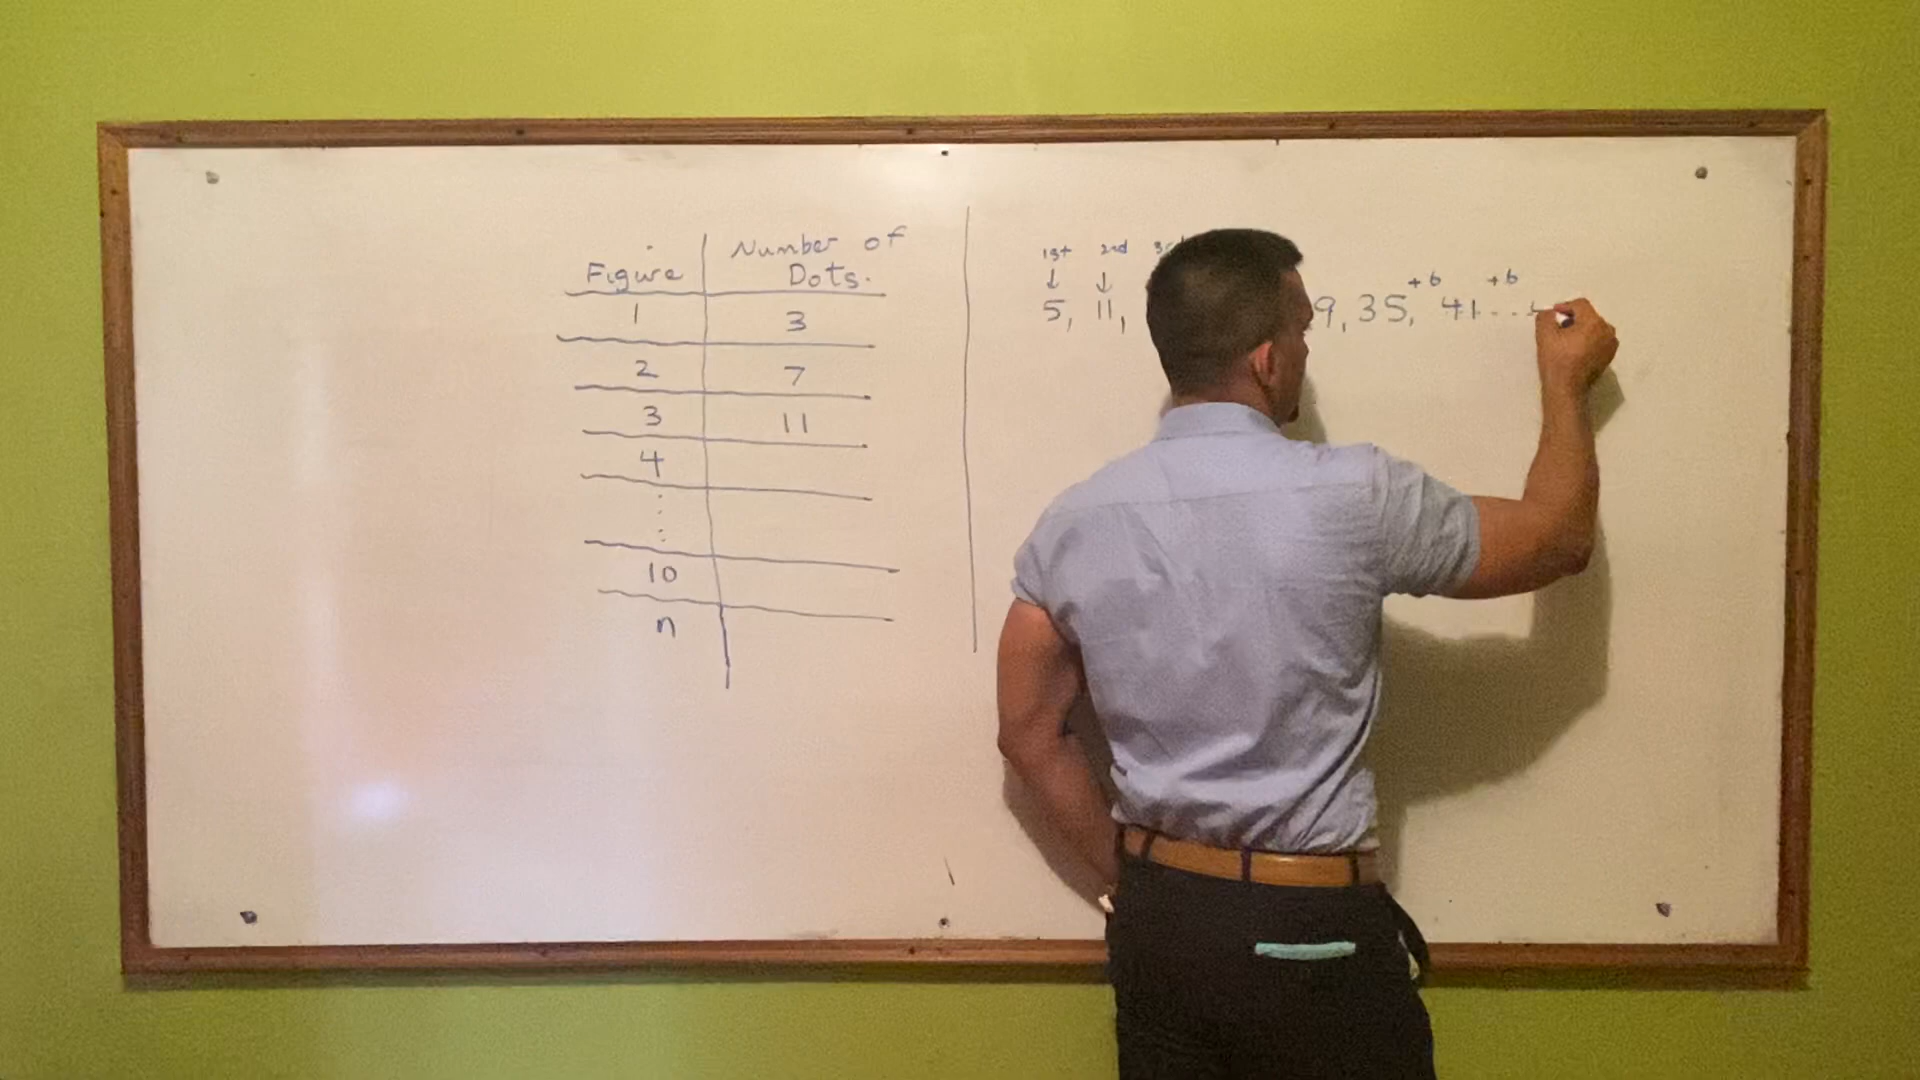 Figure
Number of
Dots.
1 3
2 7
3 11
4
10
n
1st 2nd
+6 +6
5, 11, 9, 35, 41...